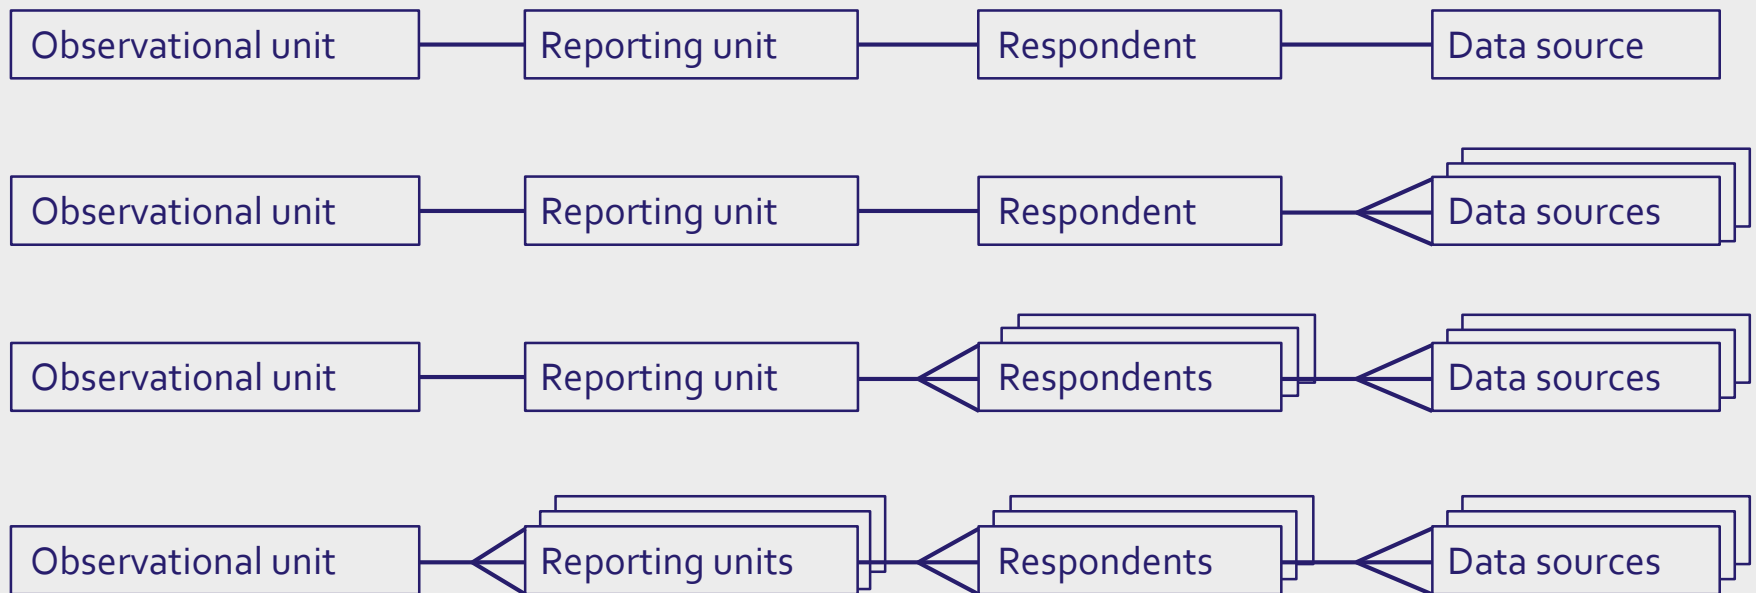 Observational unit Reporting unit Respondent Data source
Observational unit Reporting unit Respondent Data sources
Observational unit Reporting unit Respondents Data sources
Observational unit Reporting units Respondents Data sources